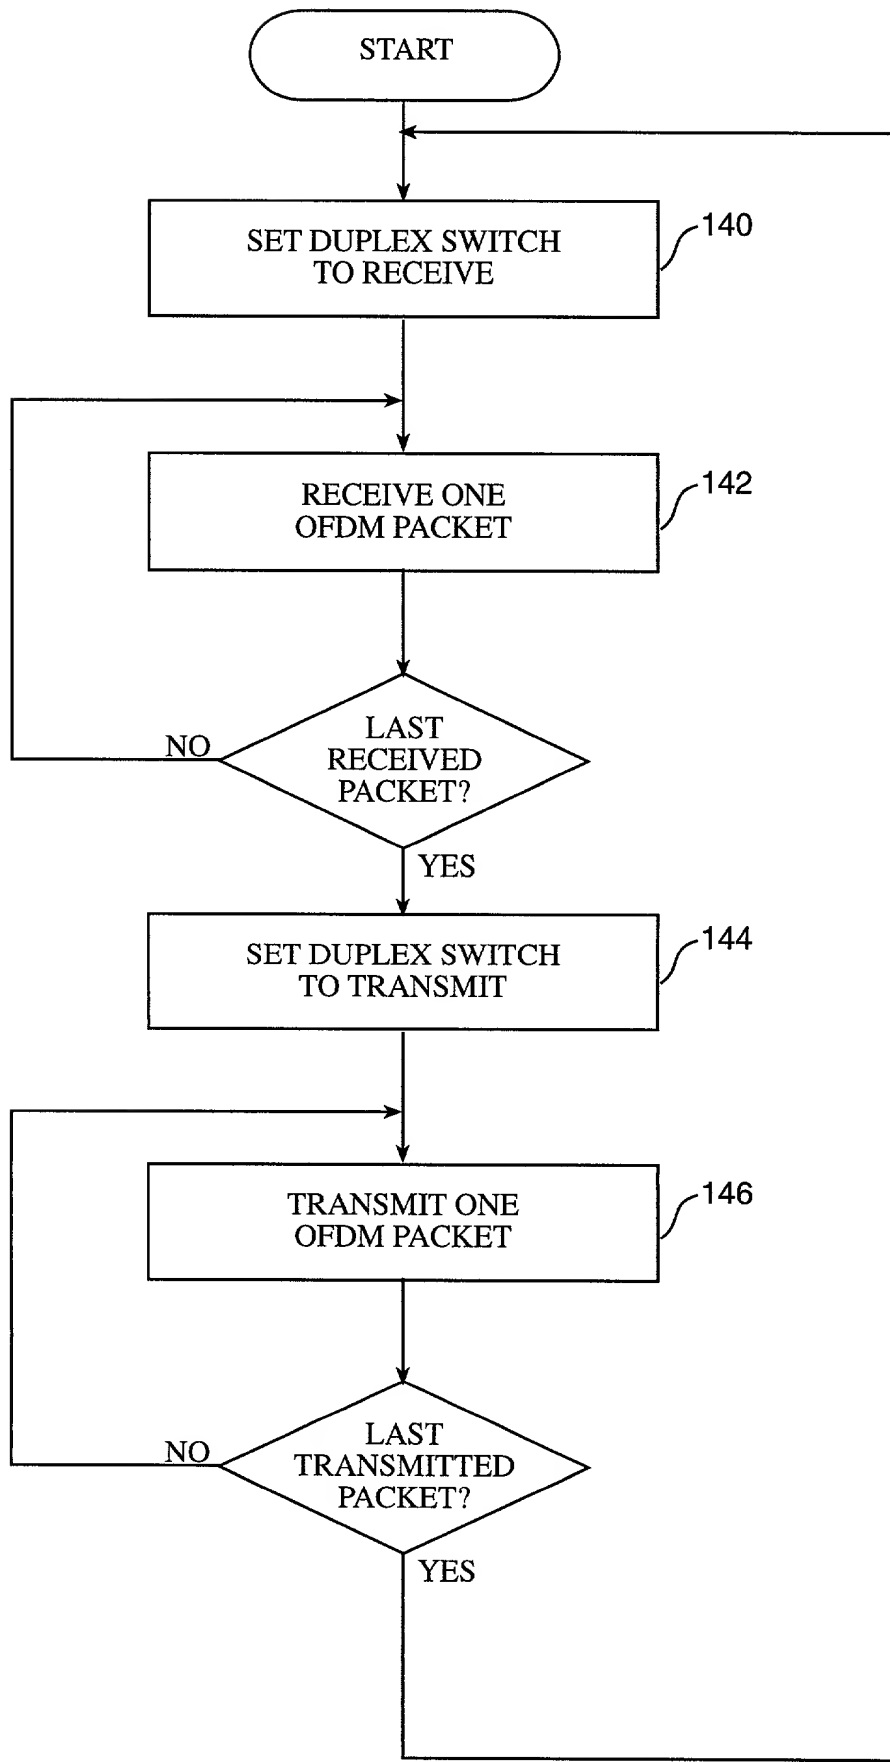 START
SET DUPLEX SWITCH
TO RECEIVE
140
RECEIVE ONE
OFDM PACKET
142
LAST
RECEIVED
PACKET?
NO
YES
SET DUPLEX SWITCH
TO TRANSMIT
144
TRANSMIT ONE
OFDM PACKET
146
LAST
TRANSMITTED
PACKET?
NO
YES